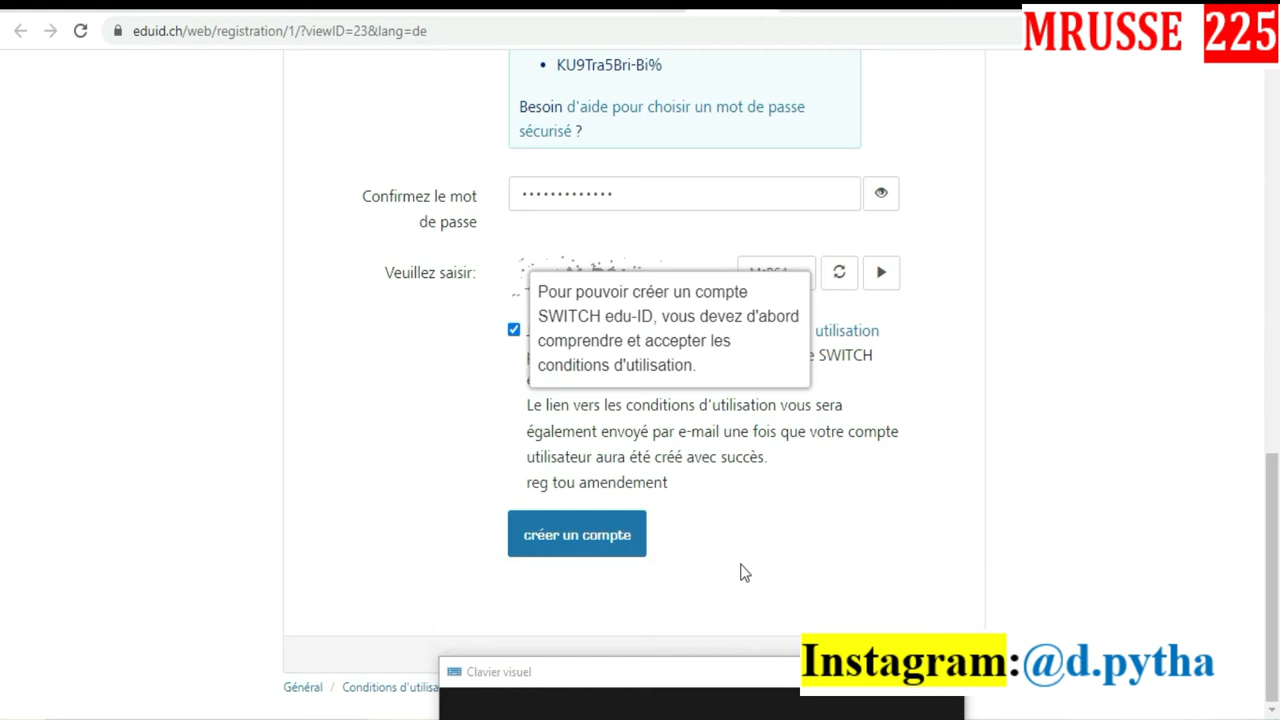 eduid.ch/web/registration/1/?viewID=23&lang=de
MRUSSE 225
• KU9Tra5Bri-Bi%
Besoin d'aide pour choisir un mot de passe
sécurisé ?
Confirmez le mot
de passe
Veuillez saisir:
Pour pouvoir créer un compte
SWITCH edu-ID, vous devez d'abord
comprendre et accepter les
conditions d'utilisation.
utilisation
SWITCH
Le lien vers les conditions d'utilisation vous sera
également envoyé par e-mail une fois que votre compte
utilisateur aura été créé avec succès.
reg tou amendement
créer un compte
Instagram:@d.pytha
Clavier visuel
Général / Conditions d'utilisa